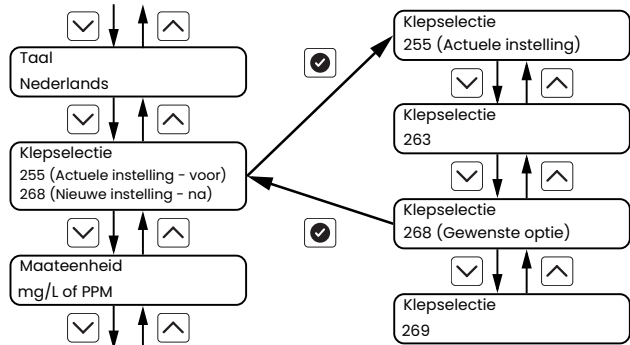 Taal
Nederlands
Klepselectie
255 (Actuele instelling - voor)
268 (Nieuwe instelling - na)
Maateenheid
mg/L of PPM
Klepselectie
255 (Actuele instelling)
Klepselectie
263
Klepselectie
268 (Gewenste optie)
Klepselectie
269